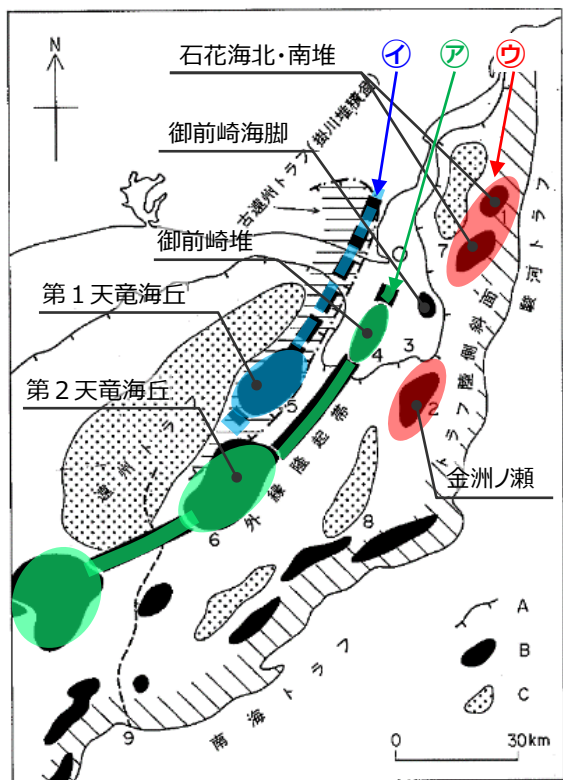 N
石花海北・南堆
イ
ア
ウ
御前崎海脚
古遠州トラフ(掛川堆積盆)
御前崎堆
第1天竜海丘
第2天竜海丘
遠州トラフ
外縁隆起帯
トラフ陸側斜面
駿河トラフ
金洲ノ瀬
南海トラフ
1
2
3
4
5
6
7
8
9
A
B
C
0 30km